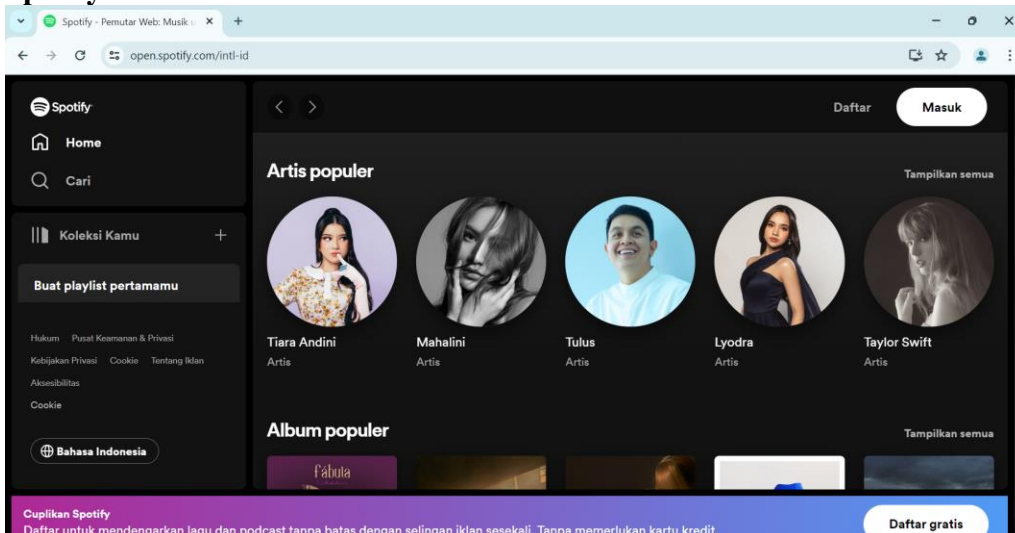 Spotify - Pemutar Web: Musik
open.spotify.com/intl-id
Spotify
Home
Cari
Koleksi Kamu
Buat playlist pertamamu
Hukum Pusat Keamanan & Privasi
Kebijakan Privasi Cookie Tentang Iklan
Aksesibilitas
Cookie
Bahasa Indonesia
Daftar Masuk
Artis populer Tampilkan semua
Tiara Andini Mahalini Tulus Lyodra Taylor Swift
Artis Artis Artis Artis Artis
Album populer Tampilkan semua
Fábula
Cuplikan Spotify
Daftar untuk mendengarkan lagu dan podcast tanpa batas dengan selingan iklan sesekali. Tanpa memerlukan kartu kredit.
Daftar gratis